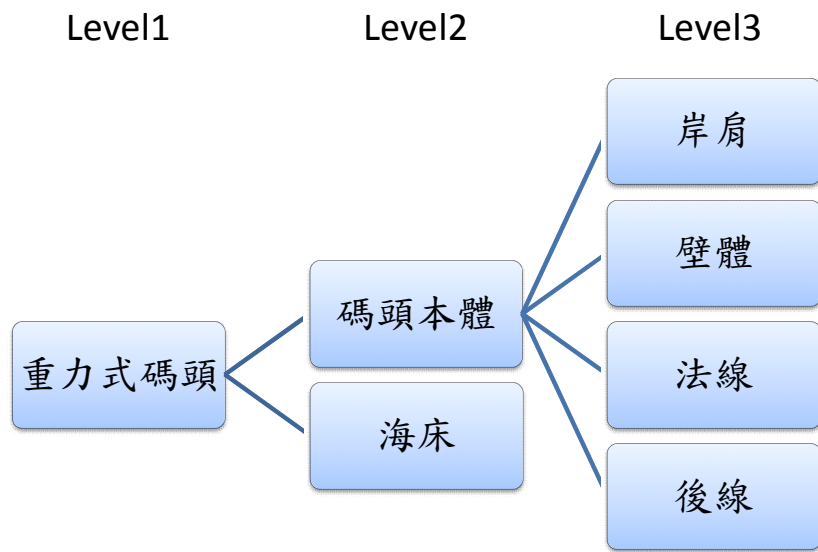 Level1
Level2
Level3
重力式碼頭
碼頭本體
海床
岸肩
壁體
法線
後線